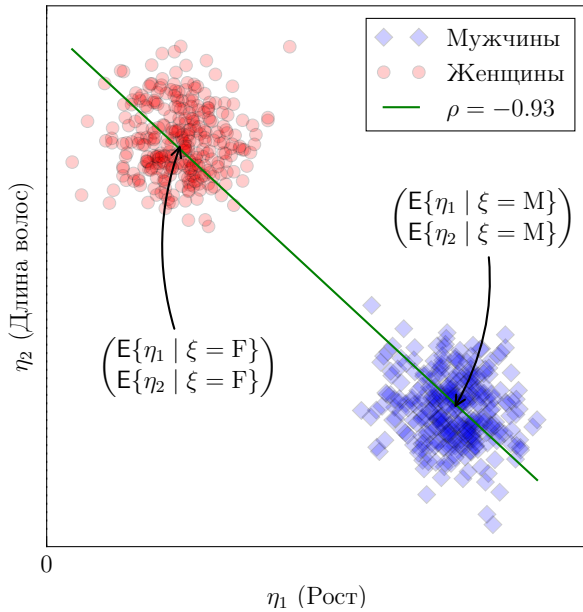 Мужчины
Женщины
ρ = −0.93
(E{η₁ | ξ = M})
(E{η₂ | ξ = M})
(E{η₁ | ξ = F})
(E{η₂ | ξ = F})
η₂ (Длина волос)
0
η₁ (Рост)